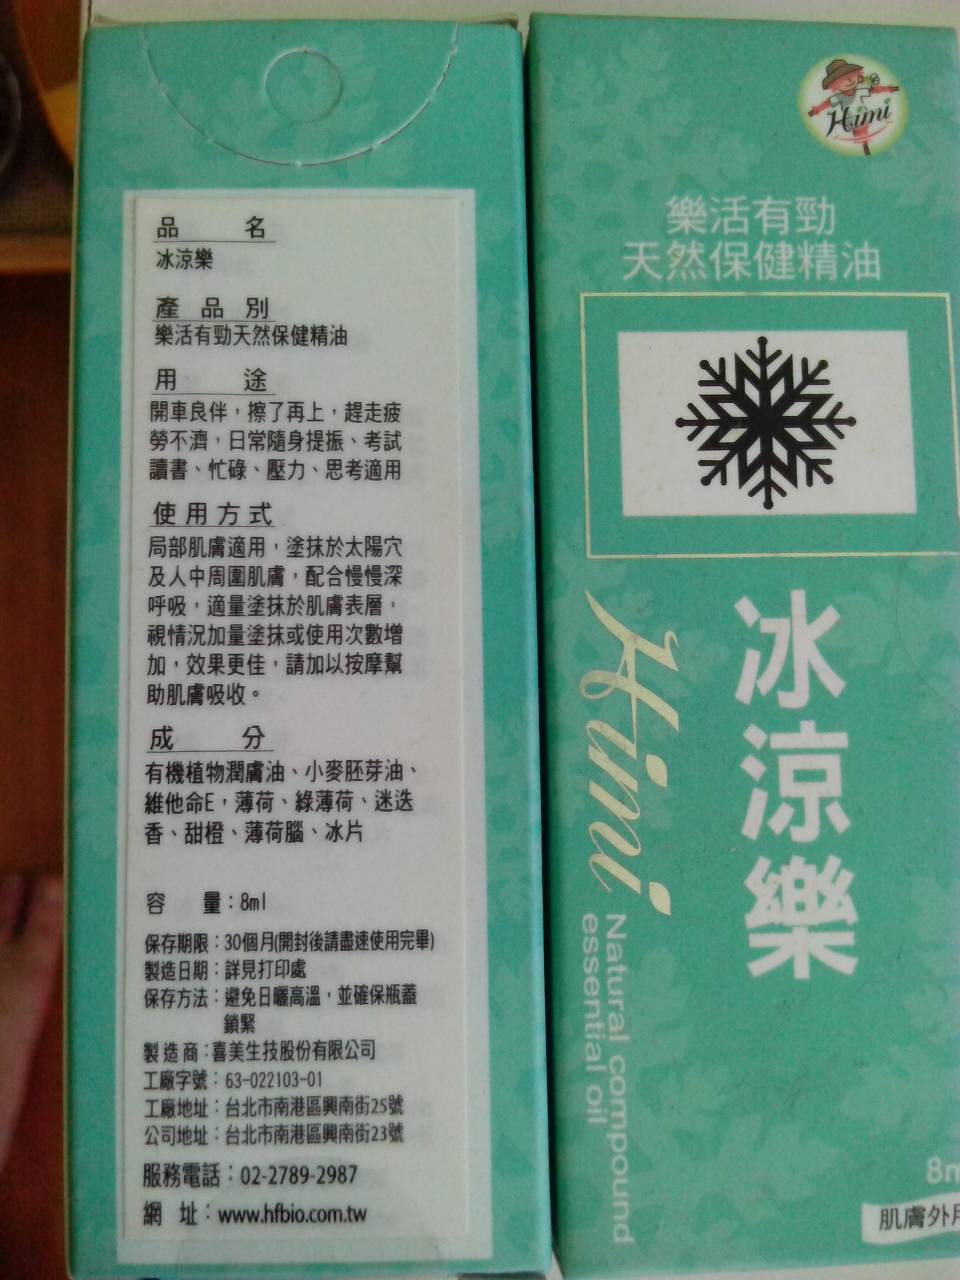 品 名
冰涼樂
產 品 別
樂活有勁天然保健精油
用 途
開車良伴，擦了再上，趕走疲
勞不濟，日常隨身提振、考試
讀書、忙碌、壓力、思考適用
使用方式
局部肌膚適用，塗抹於太陽穴
及人中周圍肌膚，配合慢慢深
呼吸，適量塗抹於肌膚表層，
視情況加量塗抹或使用次數增
加，效果更佳，請加以按摩幫
助肌膚吸收。
成 分
有機植物潤膚油、小麥胚芽油、
維他命E，薄荷、綠薄荷、迷迭
香、甜橙、薄荷腦、冰片
容 量：8ml
保存期限：30個月(開封後請盡速使用完畢)
製造日期：詳見打印處
保存方法：避免日曬高溫，並確保瓶蓋
鎖緊
製造商：喜美生技股份有限公司
工廠字號：63-022103-01
工廠地址：台北市南港區興南街25號
公司地址：台北市南港區興南街23號
服務電話：02-2789-2987
網 址：www.hfbio.com.tw
Himi
樂活有勁
天然保健精油
冰涼樂
Himi
Natural compound
essential oil
8m
肌膚外用